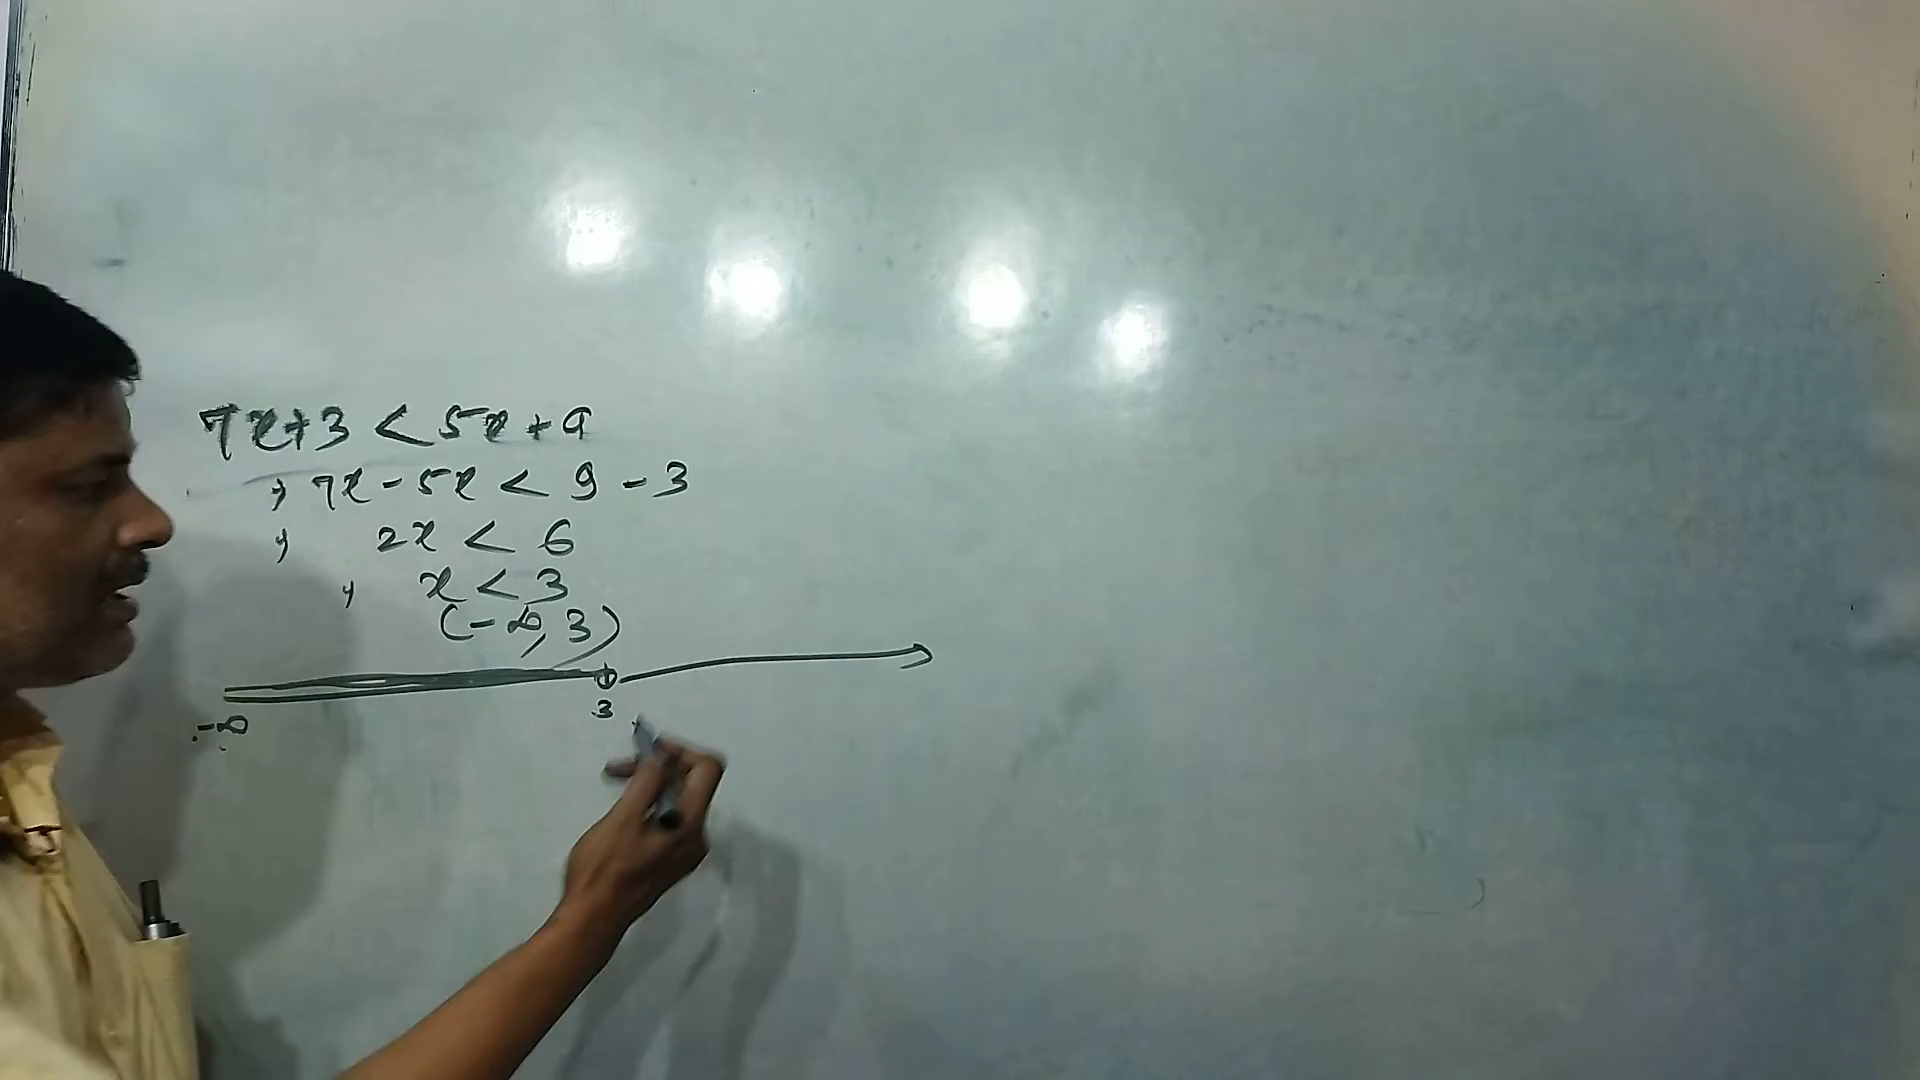 7x+3 < 5x+9
⇒ 7x-5x < 9-3
⇒ 2x < 6
⇒ x < 3
(-∞, 3)
-∞ 3